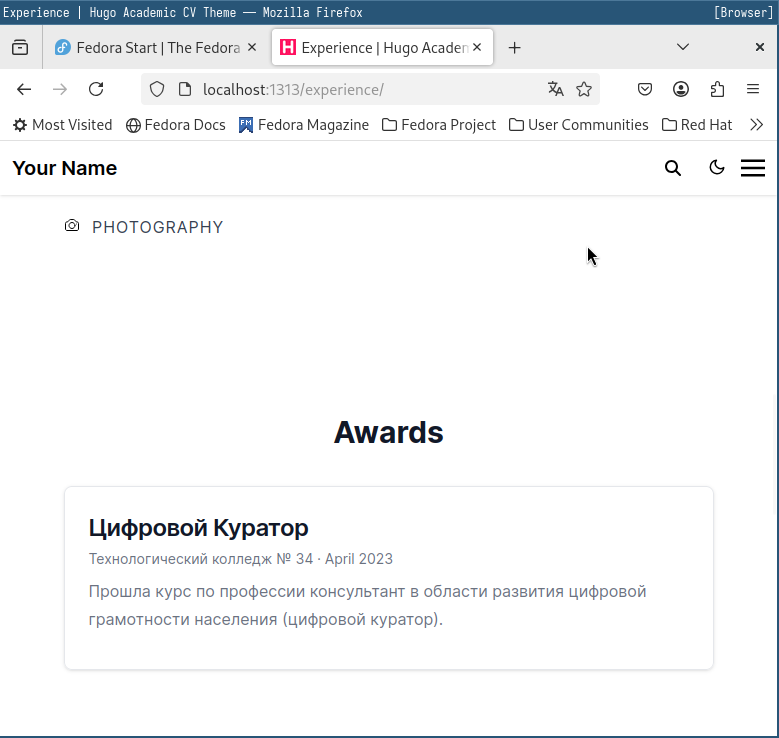 Experience | Hugo Academic CV Theme — Mozilla Firefox [Browser]
Fedora Start | The Fedora Experience | Hugo Academ
localhost:1313/experience/
Most Visited Fedora Docs Fedora Magazine Fedora Project User Communities Red Hat
Your Name
PHOTOGRAPHY
Awards
Цифровой Куратор
Технологический колледж № 34 · April 2023
Прошла курс по профессии консультант в области развития цифровой
грамотности населения (цифровой куратор).